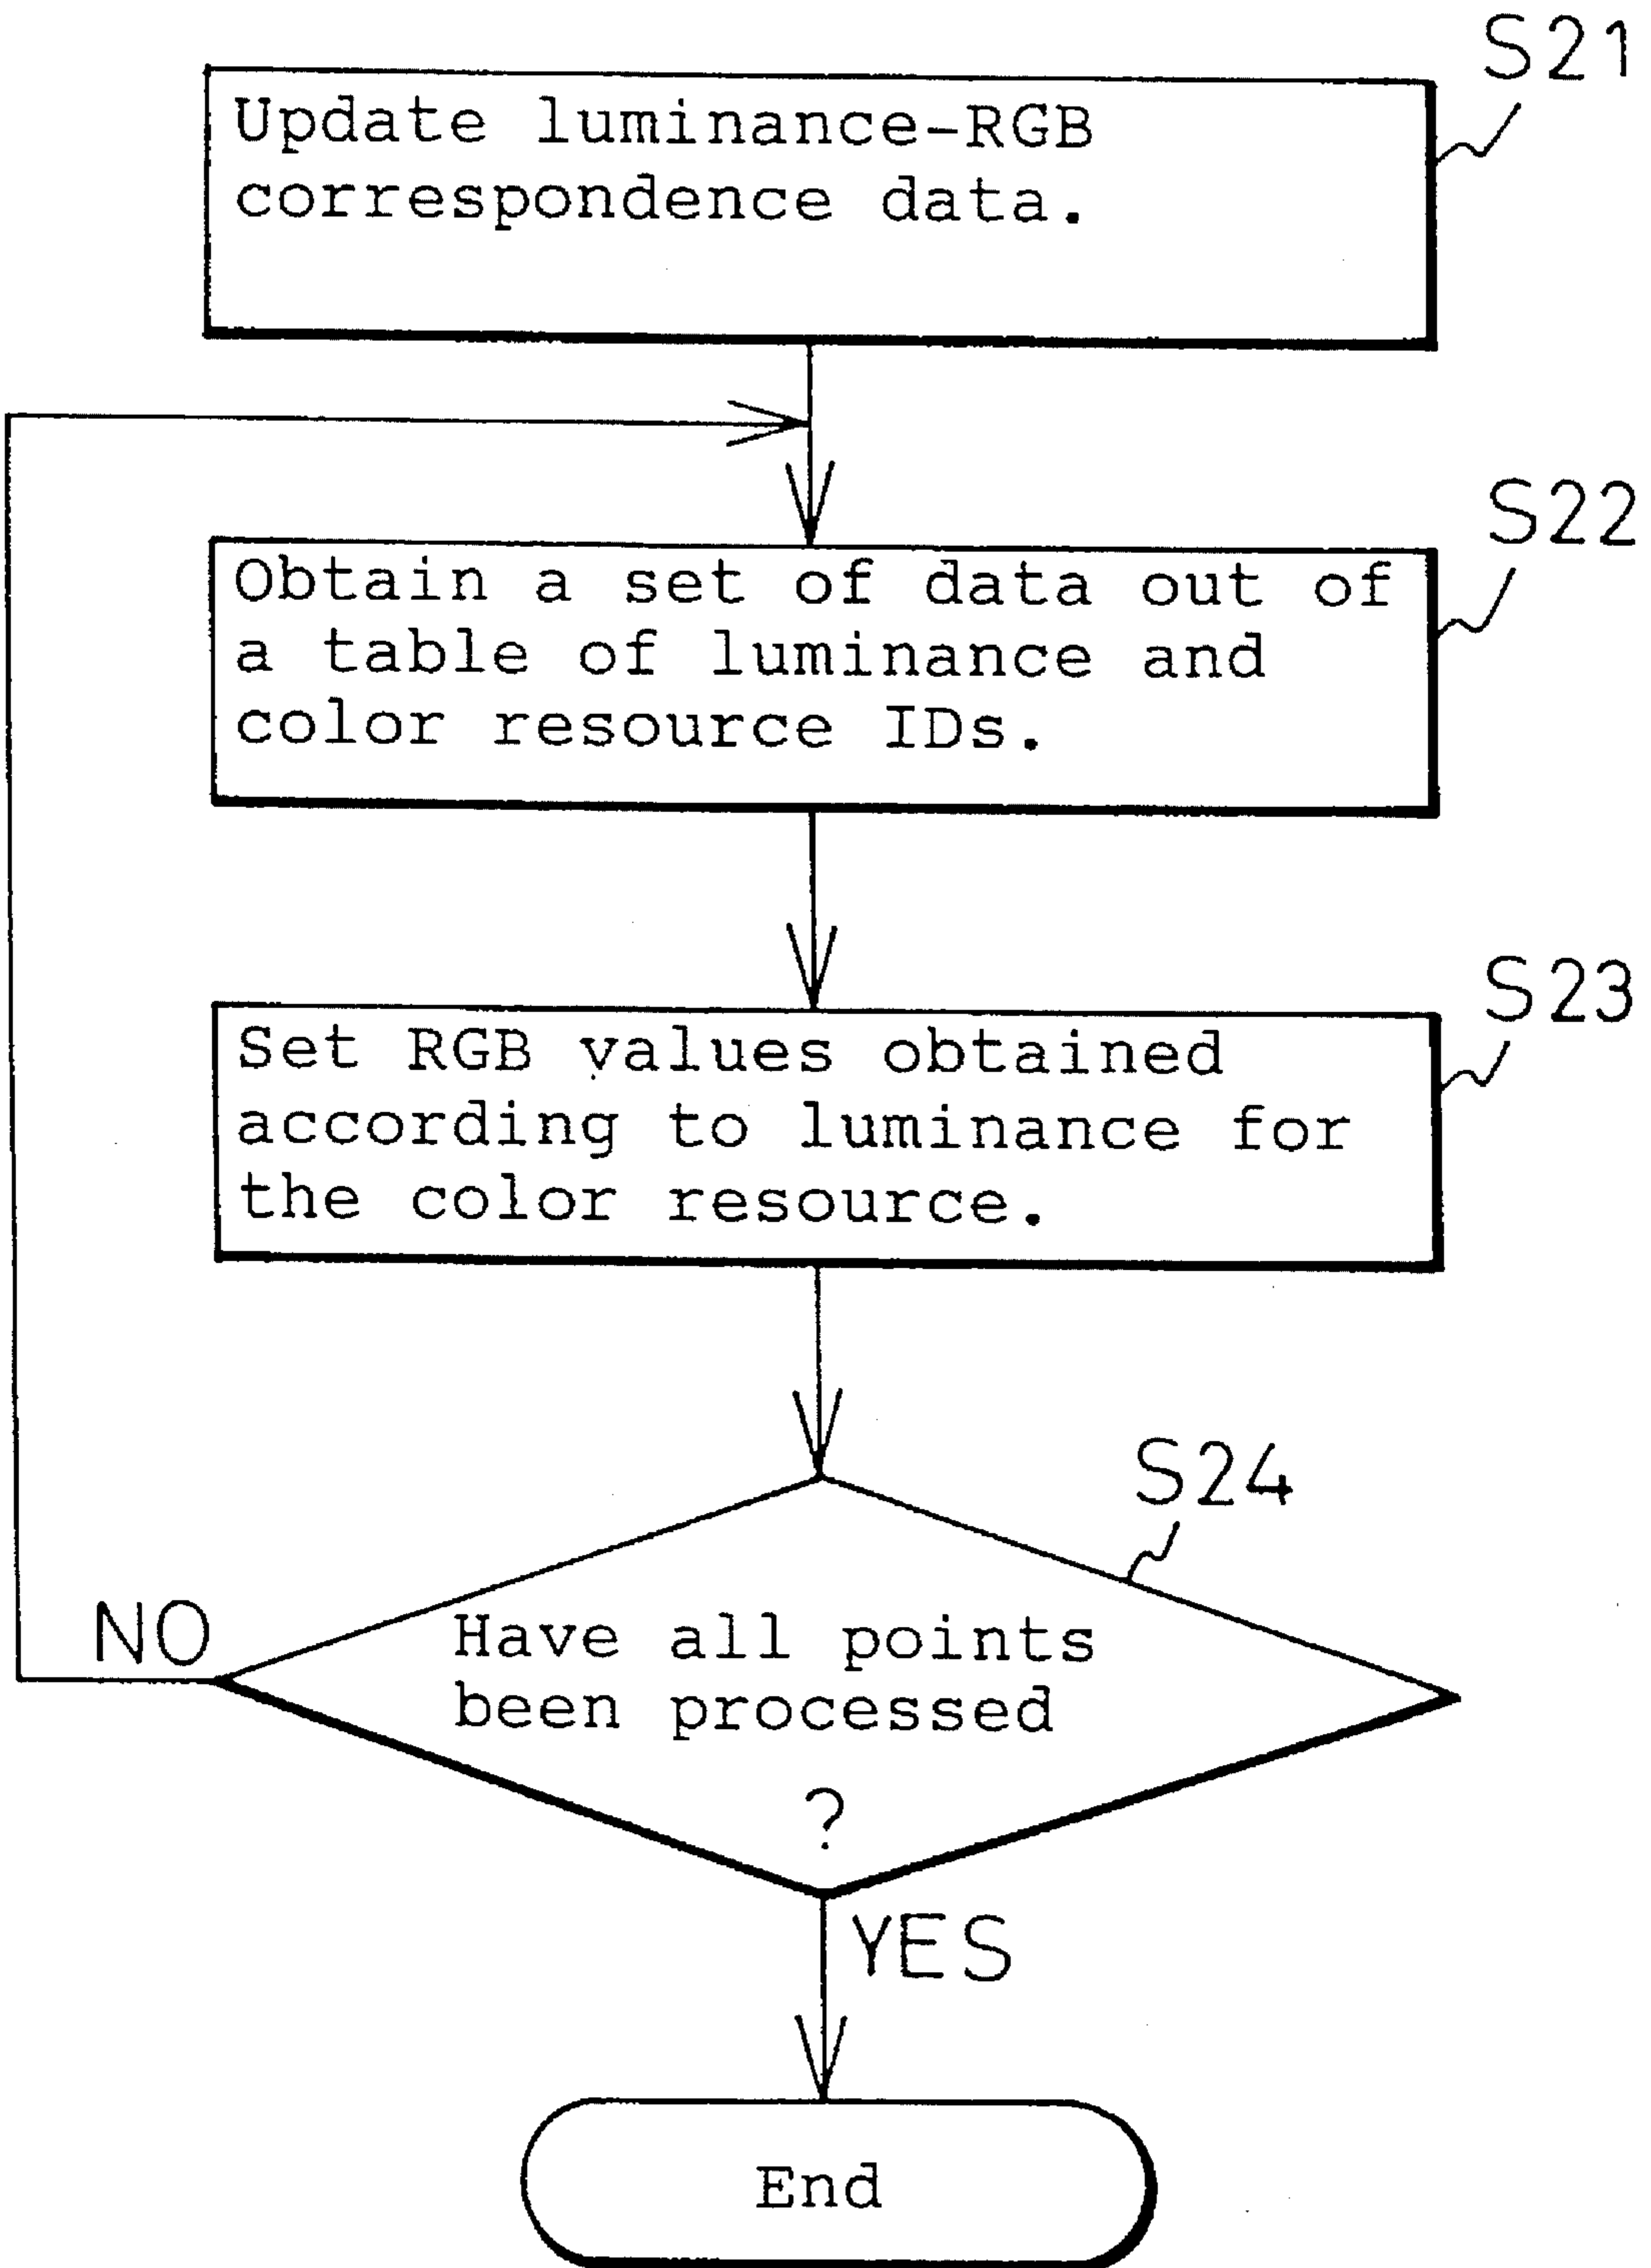 S21
Update luminance-RGB
correspondence data.
S22
Obtain a set of data out of
a table of luminance and
color resource IDs.
S23
Set RGB values obtained
according to luminance for
the color resource.
S24
NO
Have all points
been processed
?
YES
End